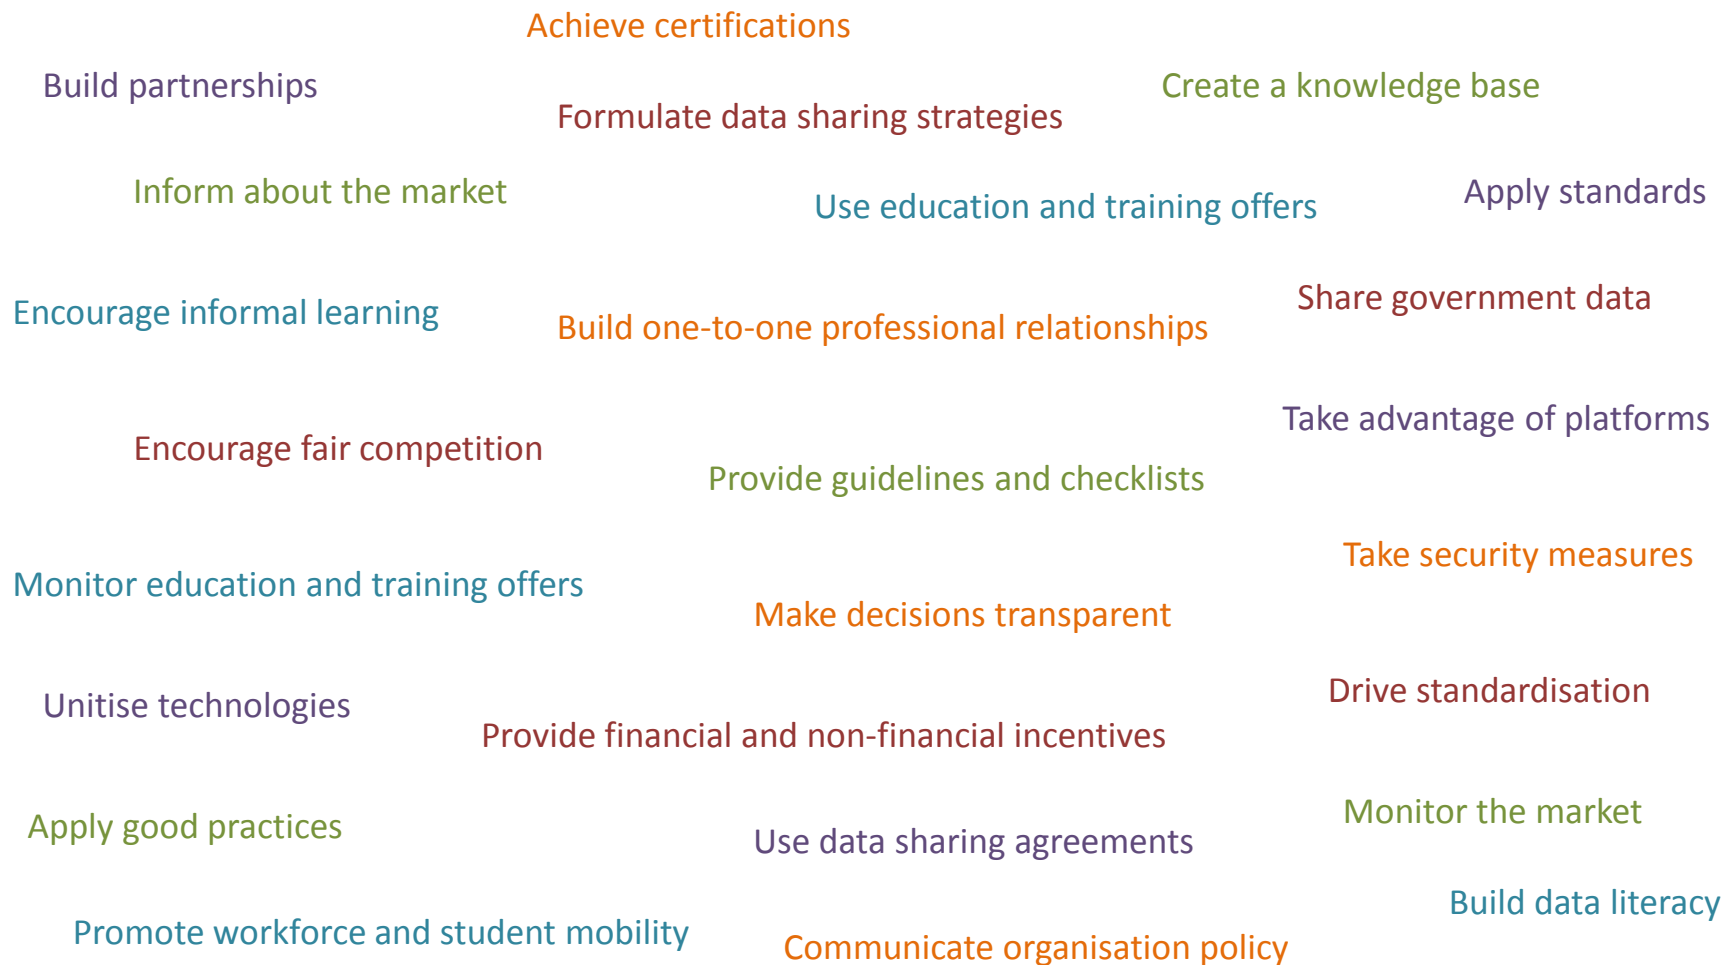 Achieve certifications
Build partnerships
Create a knowledge base
Formulate data sharing strategies
Inform about the market
Use education and training offers
Apply standards
Encourage informal learning
Build one-to-one professional relationships
Share government data
Take advantage of platforms
Encourage fair competition
Provide guidelines and checklists
Take security measures
Monitor education and training offers
Make decisions transparent
Drive standardisation
Unitise technologies
Provide financial and non-financial incentives
Monitor the market
Apply good practices
Use data sharing agreements
Build data literacy
Promote workforce and student mobility
Communicate organisation policy